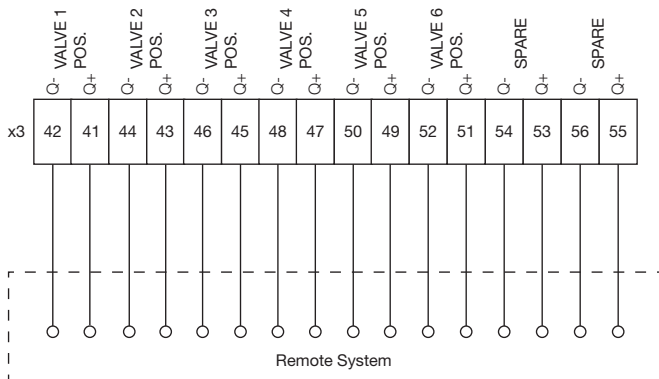 VALVE 1 POS.
VALVE 2 POS.
VALVE 3 POS.
VALVE 4 POS.
VALVE 5 POS.
VALVE 6 POS.
SPARE
SPARE
Q- Q+ Q- Q+ Q- Q+ Q- Q+ Q- Q+ Q- Q+ Q- Q+ Q- Q+
x3 42 41 44 43 46 45 48 47 50 49 52 51 54 53 56 55
Remote System